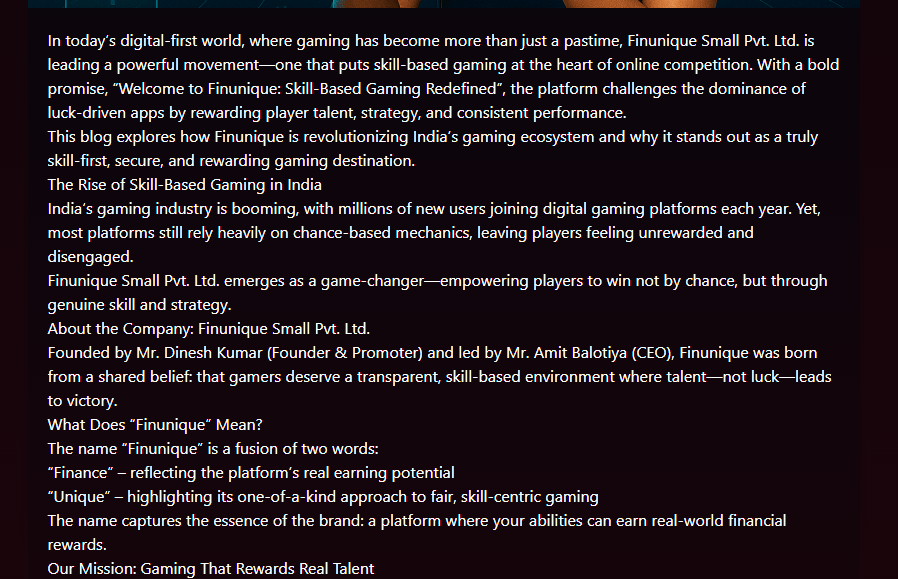 In today's digital-first world, where gaming has become more than just a pastime, Finunique Small Pvt. Ltd. is
leading a powerful movement—one that puts skill-based gaming at the heart of online competition. With a bold
promise, "Welcome to Finunique: Skill-Based Gaming Redefined", the platform challenges the dominance of
luck-driven apps by rewarding player talent, strategy, and consistent performance.
This blog explores how Finunique is revolutionizing India's gaming ecosystem and why it stands out as a truly
skill-first, secure, and rewarding gaming destination.
The Rise of Skill-Based Gaming in India
India's gaming industry is booming, with millions of new users joining digital gaming platforms each year. Yet,
most platforms still rely heavily on chance-based mechanics, leaving players feeling unrewarded and
disengaged.
Finunique Small Pvt. Ltd. emerges as a game-changer—empowering players to win not by chance, but through
genuine skill and strategy.
About the Company: Finunique Small Pvt. Ltd.
Founded by Mr. Dinesh Kumar (Founder & Promoter) and led by Mr. Amit Balotiya (CEO), Finunique was born
from a shared belief: that gamers deserve a transparent, skill-based environment where talent—not luck—leads
to victory.
What Does "Finunique" Mean?
The name "Finunique" is a fusion of two words:
"Finance" – reflecting the platform's real earning potential
"Unique" – highlighting its one-of-a-kind approach to fair, skill-centric gaming
The name captures the essence of the brand: a platform where your abilities can earn real-world financial
rewards.
Our Mission: Gaming That Rewards Real Talent